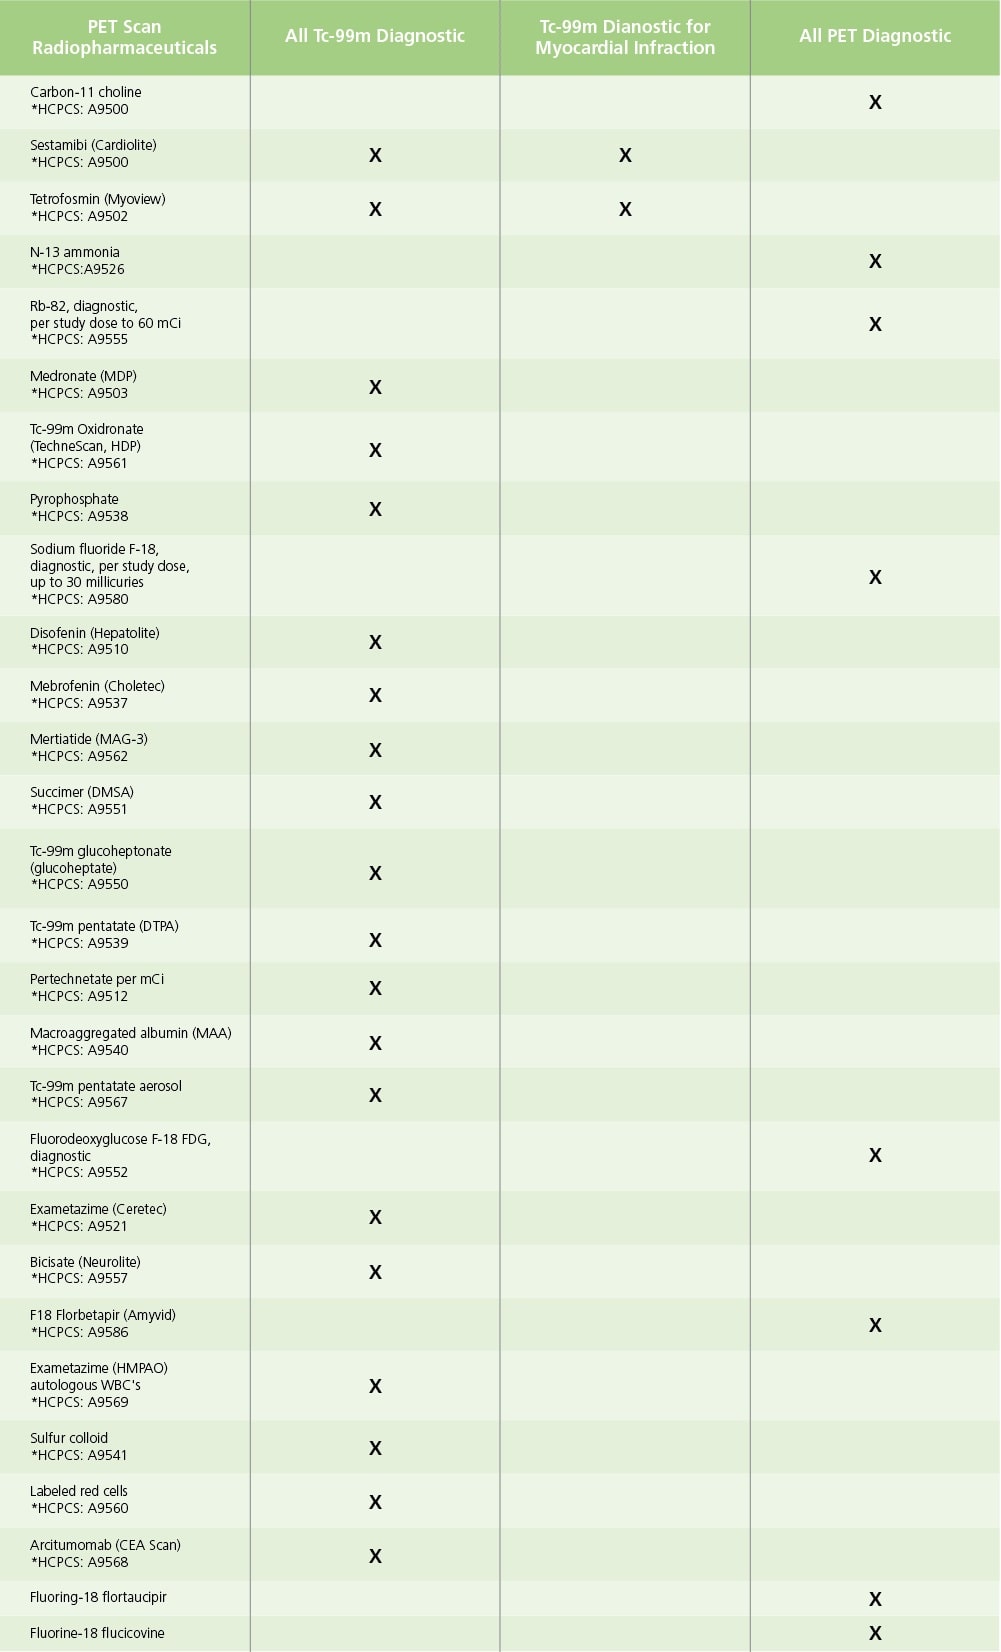 PET Scan
Radiopharmaceuticals
All Tc-99m Diagnostic
Tc-99m Dianostic for
Myocardial Infraction
All PET Diagnostic
Carbon-11 choline
*HCPCS: A9500
X
Sestamibi (Cardiolite)
*HCPCS: A9500
X X
Tetrofosmin (Myoview)
*HCPCS: A9502
X X
N-13 ammonia
*HCPCS:A9526
X
Rb-82, diagnostic,
per study dose to 60 mCi
*HCPCS: A9555
X
Medronate (MDP)
*HCPCS: A9503
X
Tc-99m Oxidronate
(TechneScan, HDP)
*HCPCS: A9561
X
Pyrophosphate
*HCPCS: A9538
X
Sodium fluoride F-18,
diagnostic, per study dose,
up to 30 millicuries
*HCPCS: A9580
X
Disofenin (Hepatolite)
*HCPCS: A9510
X
Mebrofenin (Choletec)
*HCPCS: A9537
X
Mertiatide (MAG-3)
*HCPCS: A9562
X
Succimer (DMSA)
*HCPCS: A9551
X
Tc-99m glucoheptonate
(glucoheptate)
*HCPCS: A9550
X
Tc-99m pentatate (DTPA)
*HCPCS: A9539
X
Pertechnetate per mCi
*HCPCS: A9512
X
Macroaggregated albumin (MAA)
*HCPCS: A9540
X
Tc-99m pentatate aerosol
*HCPCS: A9567
X
Fluorodeoxyglucose F-18 FDG,
diagnostic
*HCPCS: A9552
X
Exametazime (Ceretec)
*HCPCS: A9521
X
Bicisate (Neurolite)
*HCPCS: A9557
X
F18 Florbetapir (Amyvid)
*HCPCS: A9586
X
Exametazime (HMPAO)
autologous WBC's
*HCPCS: A9569
X
Sulfur colloid
*HCPCS: A9541
X
Labeled red cells
*HCPCS: A9560
X
Arcitumomab (CEA Scan)
*HCPCS: A9568
X
Fluoring-18 flortaucipir
X
Fluorine-18 flucicovine
X